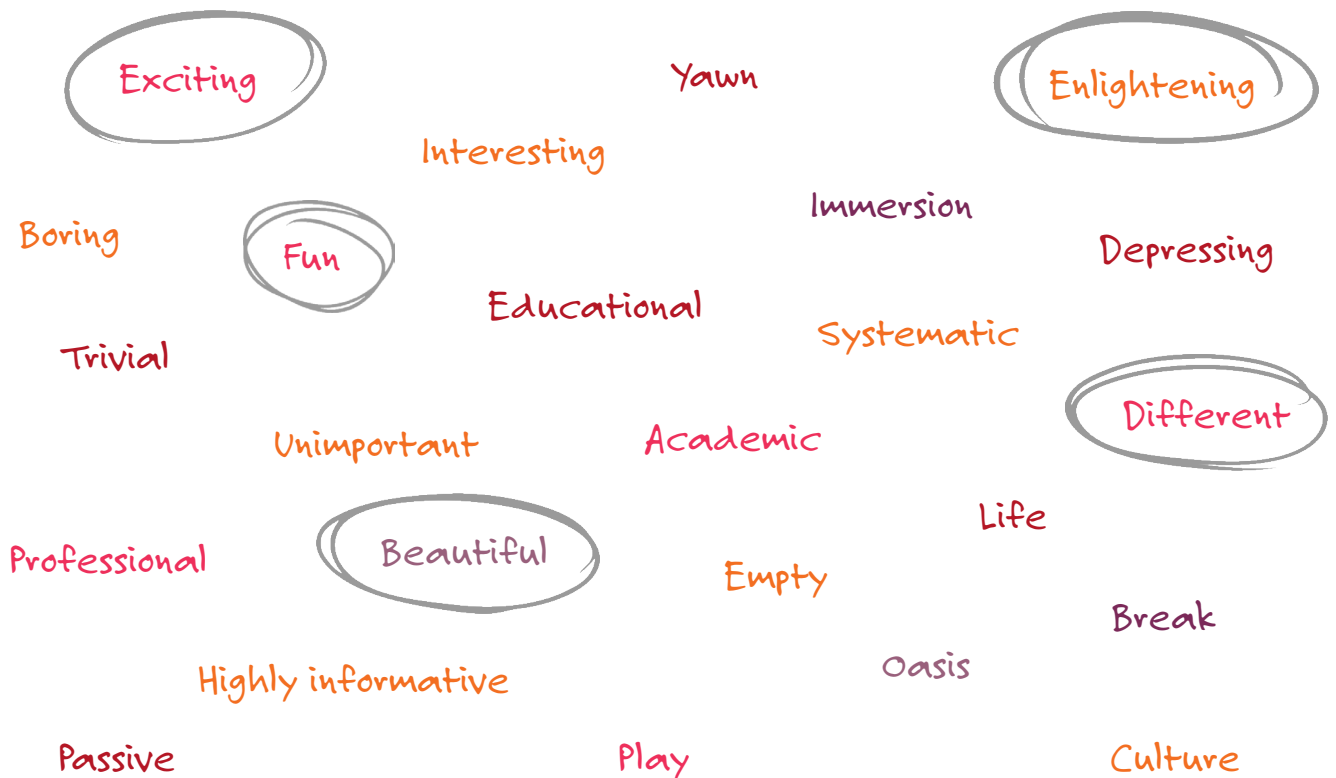 Exciting
Yawn
Enlightening
Interesting
Immersion
Boring
Fun
Depressing
Educational
Systematic
Trivial
Different
Unimportant
Academic
Life
Professional
Beautiful
Empty
Break
Highly informative
Oasis
Passive
Play
Culture